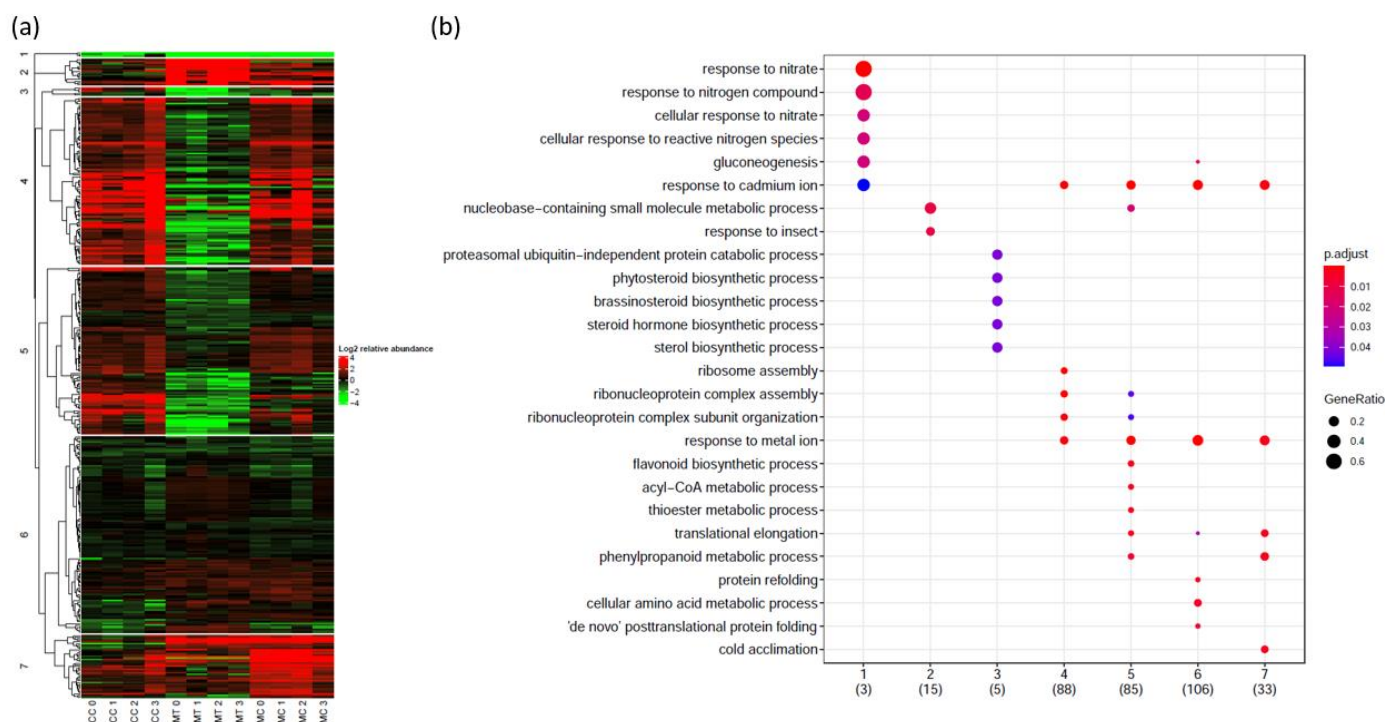 (a)
(b)
1
2
3
4
5
6
7
Log2 relative abundance
4
2
0
−2
−4
CC 0
CC 1
CC 2
CC 3
MT 0
MT 1
MT 2
MT 3
MC 0
MC 1
MC 2
MC 3
response to nitrate
response to nitrogen compound
cellular response to nitrate
cellular response to reactive nitrogen species
gluconeogenesis
response to cadmium ion
nucleobase−containing small molecule metabolic process
response to insect
proteasomal ubiquitin−independent protein catabolic process
phytosteroid biosynthetic process
brassinosteroid biosynthetic process
steroid hormone biosynthetic process
sterol biosynthetic process
ribosome assembly
ribonucleoprotein complex assembly
ribonucleoprotein complex subunit organization
response to metal ion
flavonoid biosynthetic process
acyl−CoA metabolic process
thioester metabolic process
translational elongation
phenylpropanoid metabolic process
protein refolding
cellular amino acid metabolic process
'de novo' posttranslational protein folding
cold acclimation
1 2 3 4 5 6 7
(3) (15) (5) (88) (85) (106) (33)
p.adjust
0.01
0.02
0.03
0.04
GeneRatio
0.2
0.4
0.6